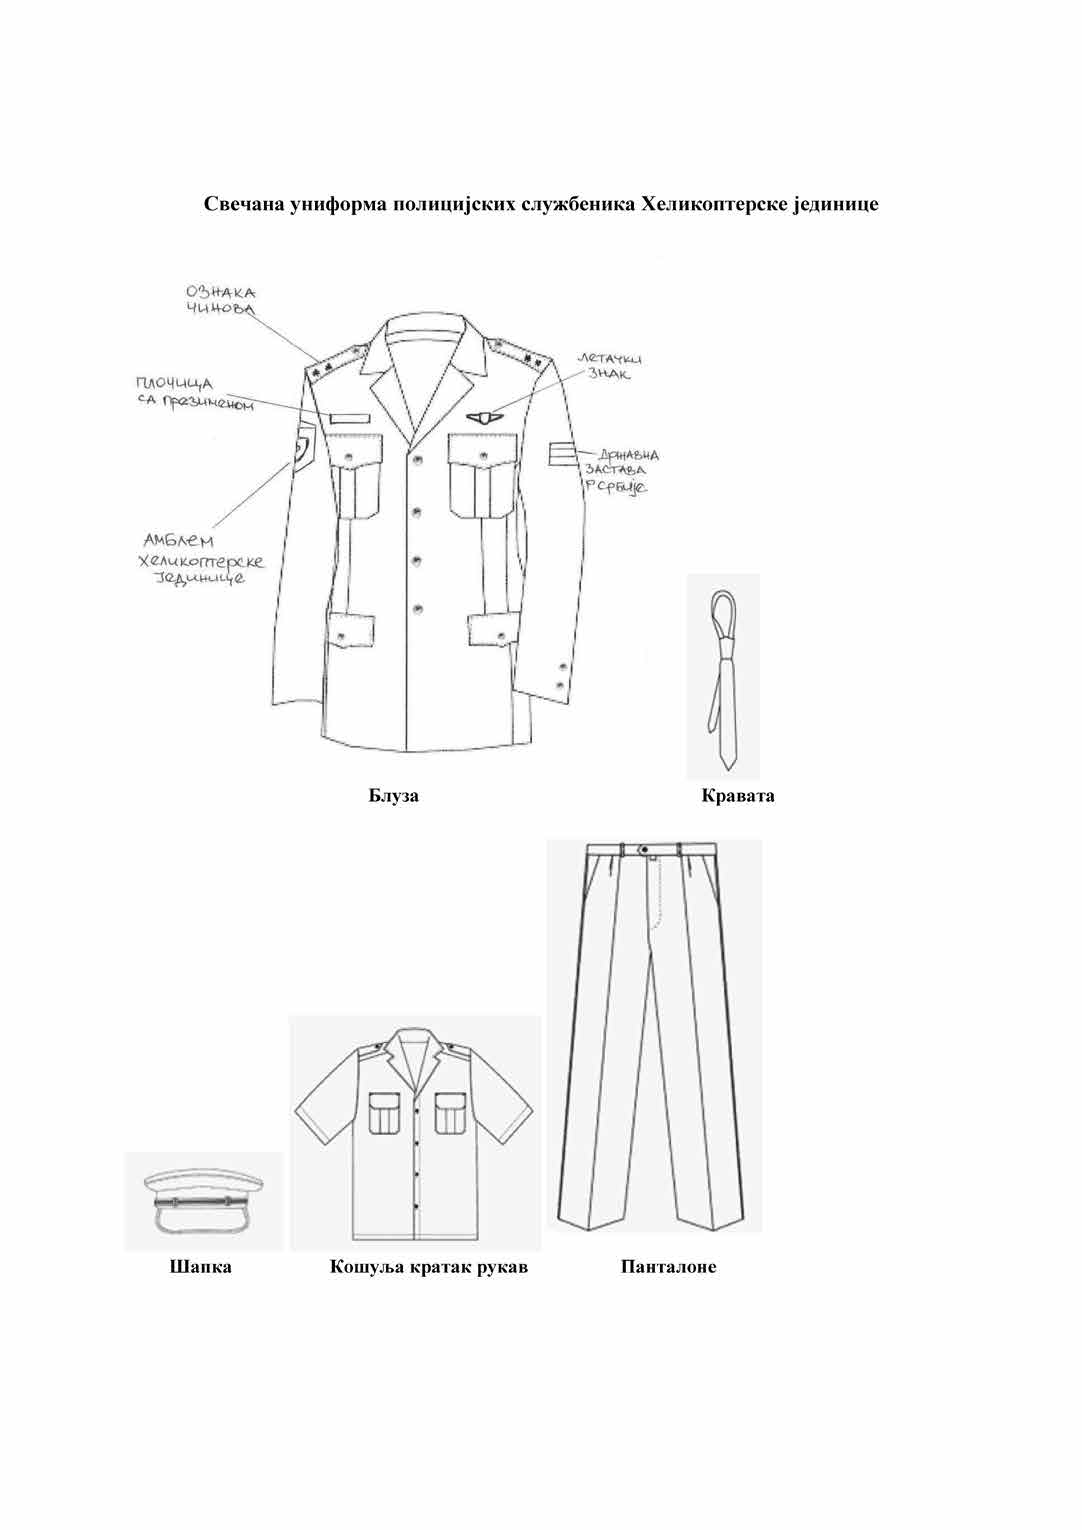 Свечана униформа полицијских службеника Хеликоптерске јединице
ОЗНАКА
ЧИНОВА
ЛЕТАЧКИ
ЗНАК
ПЛОЧИЦА
СА ПРЕЗИМЕНОМ
ДРЖАВНА
ЗАСТАВА
Р СРБИЈЕ
АМБЛЕМ
ХЕЛИКОПТЕРСКЕ
ЈЕДИНИЦЕ
Блуза
Кравата
Шапка
Кошуља кратак рукав
Панталоне